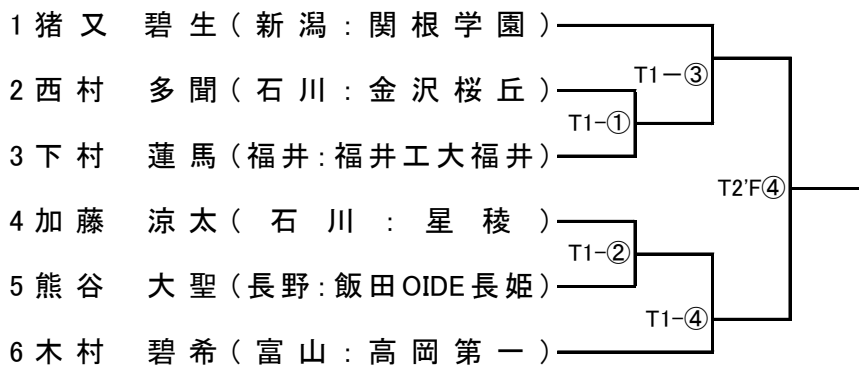 1 猪又 碧生(新潟:関根学園)
T1-③
2 西村 多聞(石川:金沢桜丘)
T1-①
3 下村 蓮馬(福井:福井工大福井)
T2'F④
4 加藤 涼太(石川:星稜)
T1-②
5 熊谷 大聖(長野:飯田OIDE長姫)
T1-④
6 木村 碧希(富山:高岡第一)